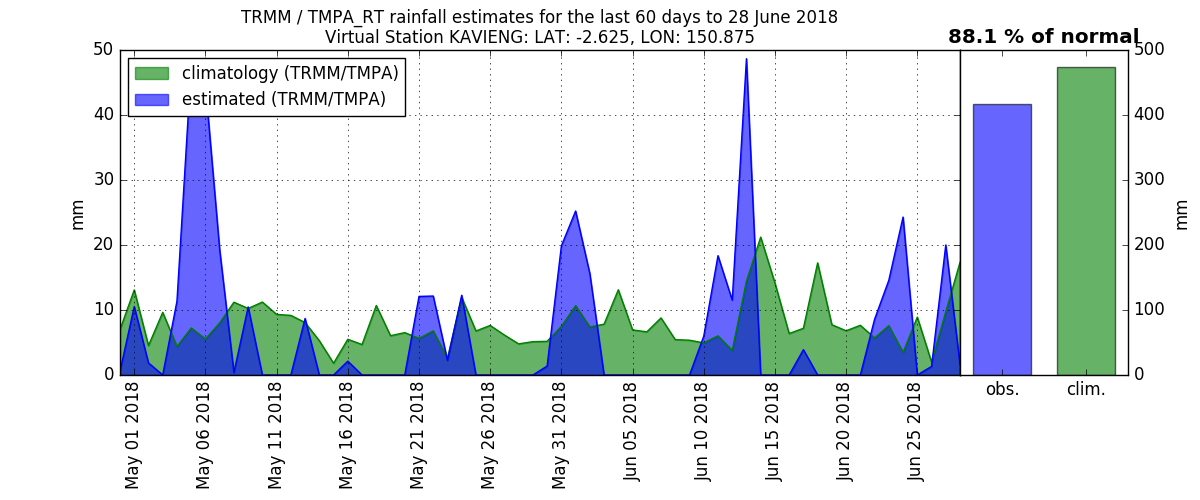 TRMM / TMPA_RT rainfall estimates for the last 60 days to 28 June 2018
Virtual Station KAVIENG: LAT: -2.625, LON: 150.875
88.1 % of normal
climatology (TRMM/TMPA)
estimated (TRMM/TMPA)
50
40
30
20
10
0
mm
May 01 2018
May 06 2018
May 11 2018
May 16 2018
May 21 2018
May 26 2018
May 31 2018
Jun 05 2018
Jun 10 2018
Jun 15 2018
Jun 20 2018
Jun 25 2018
obs.
clim.
500
400
300
200
100
0
mm